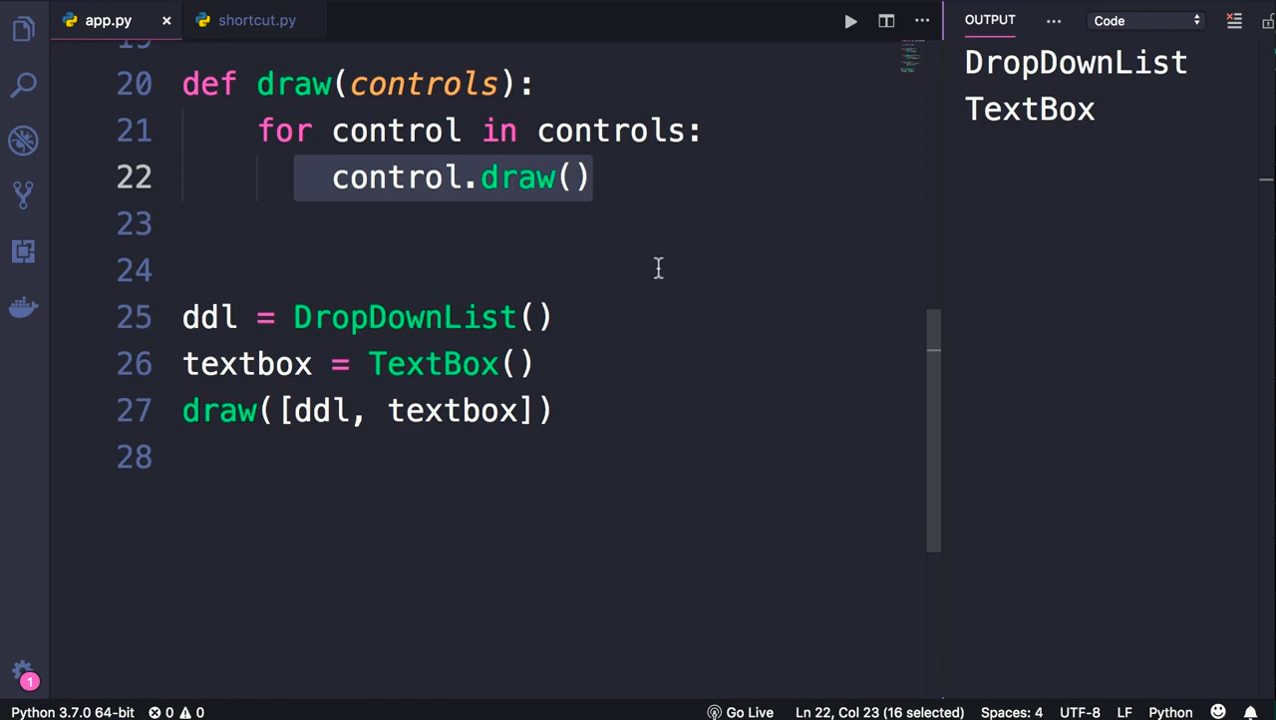 app.py × shortcut.py
OUTPUT ··· Code
20 def draw(controls):
21 for control in controls:
22 control.draw()
23
24
25 ddl = DropDownList()
26 textbox = TextBox()
27 draw([ddl, textbox])
28
DropDownList
TextBox
1
Python 3.7.0 64-bit 0 0 Go Live Ln 22, Col 23 (16 selected) Spaces: 4 UTF-8 LF Python